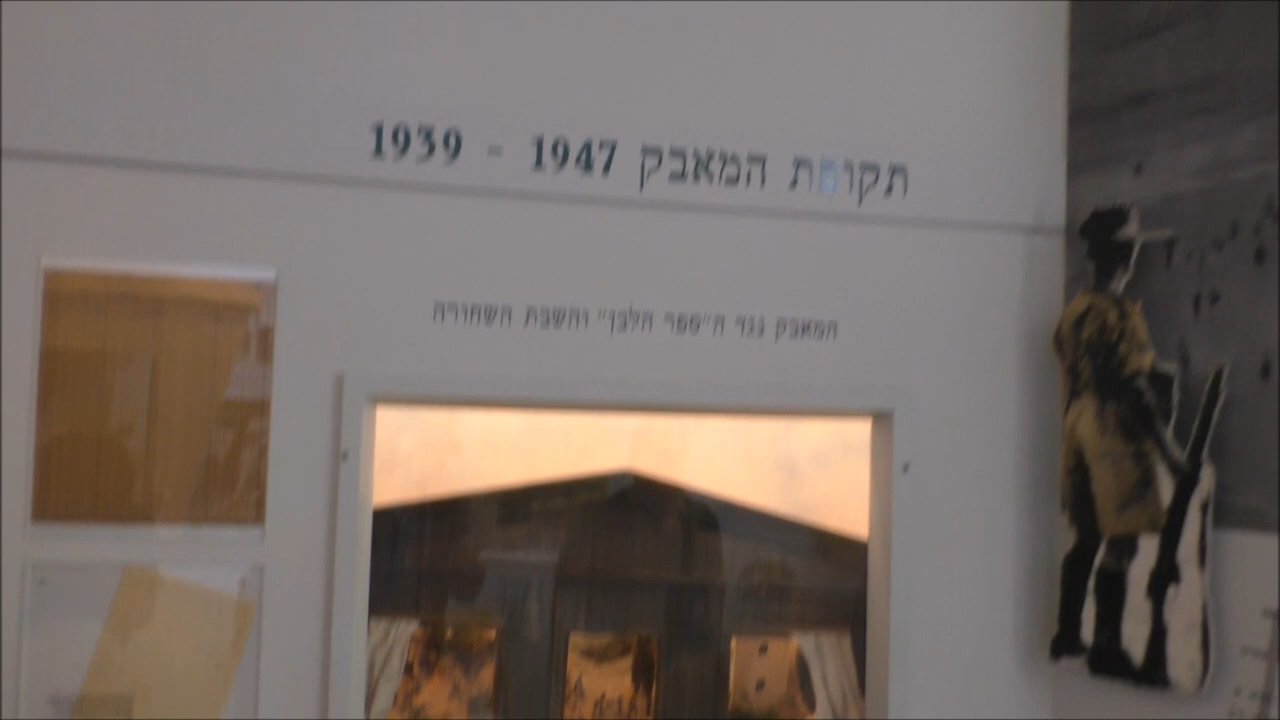 תקופת המאבק 1947 - 1939
המאבק נגד ה"ספר הלבן" והשבת השחורה